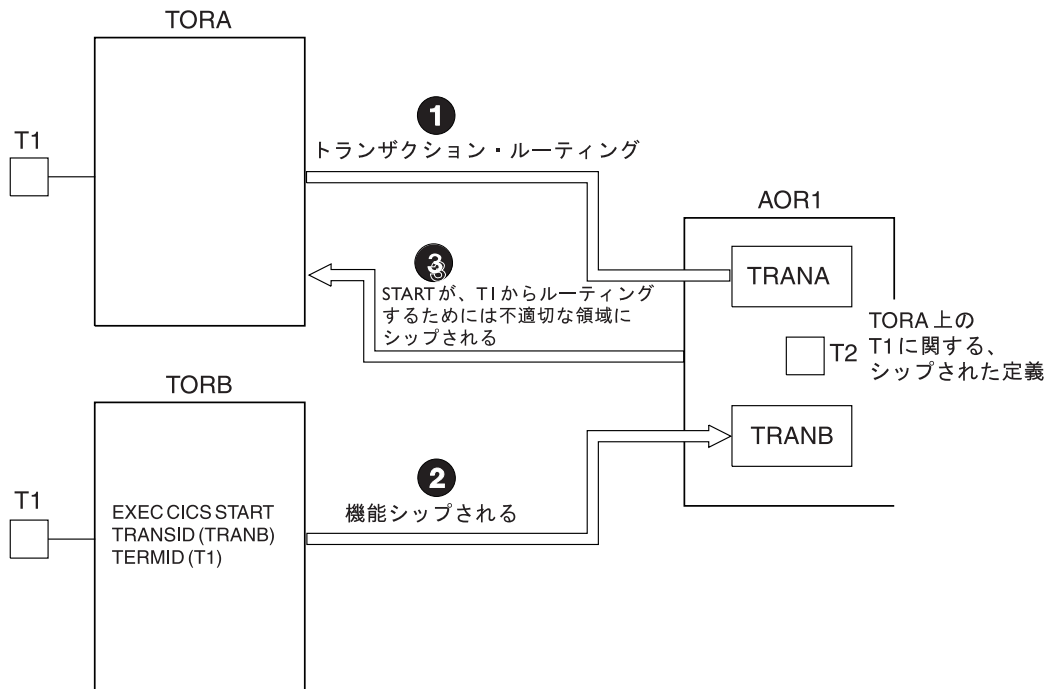 TORA
T1
1
トランザクション・ルーティング
AOR1
TRANA
3
STARTが、T1からルーティング
するためには不適切な領域に
シップされる
T2
TORA 上の
T1に関する、
シップされた定義
TORB
TRANB
T1
2
機能シップされる
EXEC CICS START
TRANSID (TRANB)
TERMID (T1)